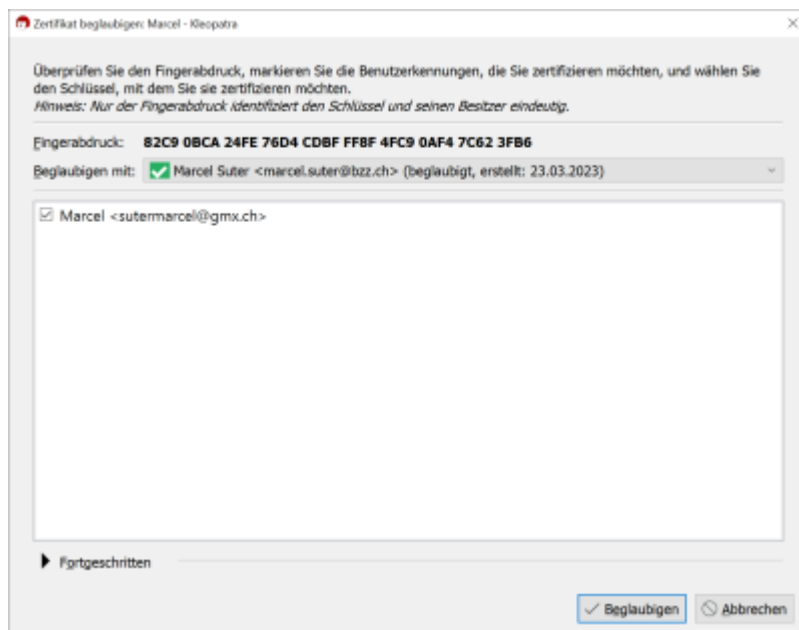 Zertifikat beglaubigen: Marcel - Kleopatra
Überprüfen Sie den Fingerabdruck, markieren Sie die Benutzerkennungen, die Sie zertifizieren möchten, und wählen Sie
den Schlüssel, mit dem Sie sie zertifizieren möchten.
Hinweis: Nur der Fingerabdruck identifiziert den Schlüssel und seinen Besitzer eindeutig.
Fingerabdruck: 82C9 0BCA 24FE 76D4 CDBF FF8F 4FC9 0AF4 7C62 3FB6
Beglaubigen mit: Marcel Suter <marcel.suter@bzz.ch> (beglaubigt, erstellt: 23.03.2023)
Marcel <sutermarcel@gmx.ch>
Fortgeschritten
Beglaubigen Abbrechen